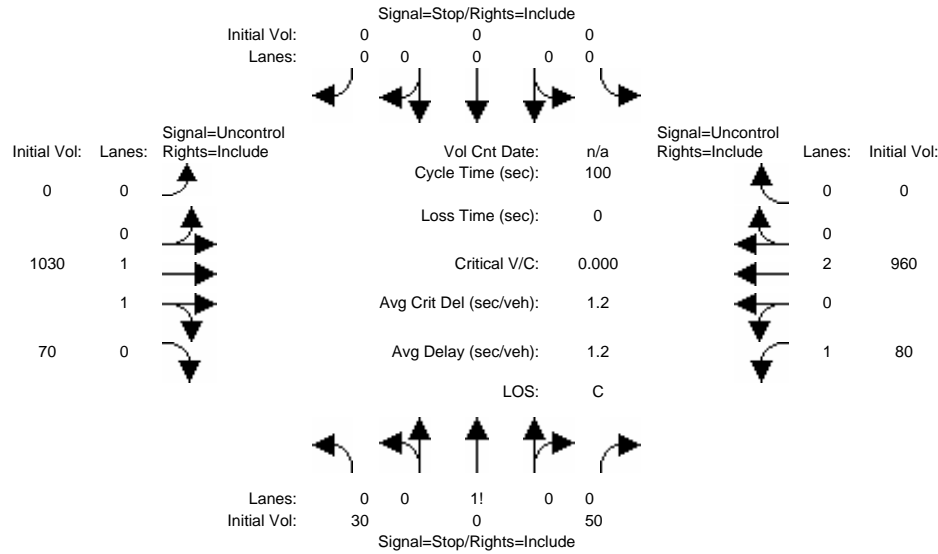 Signal=Stop/Rights=Include
Initial Vol: 0 0 0
Lanes: 0 0 0 0 0
Signal=Uncontrol
Initial Vol: Lanes: Rights=Include
Vol Cnt Date: n/a
Signal=Uncontrol
Rights=Include Lanes: Initial Vol:
Cycle Time (sec): 100
0 0
0 0
Loss Time (sec): 0
0
0
1030 1
Critical V/C: 0.000
2 960
1
Avg Crit Del (sec/veh): 1.2
0
70 0
Avg Delay (sec/veh): 1.2
1 80
LOS: C
Lanes: 0 0 1! 0 0
Initial Vol: 30 0 50
Signal=Stop/Rights=Include